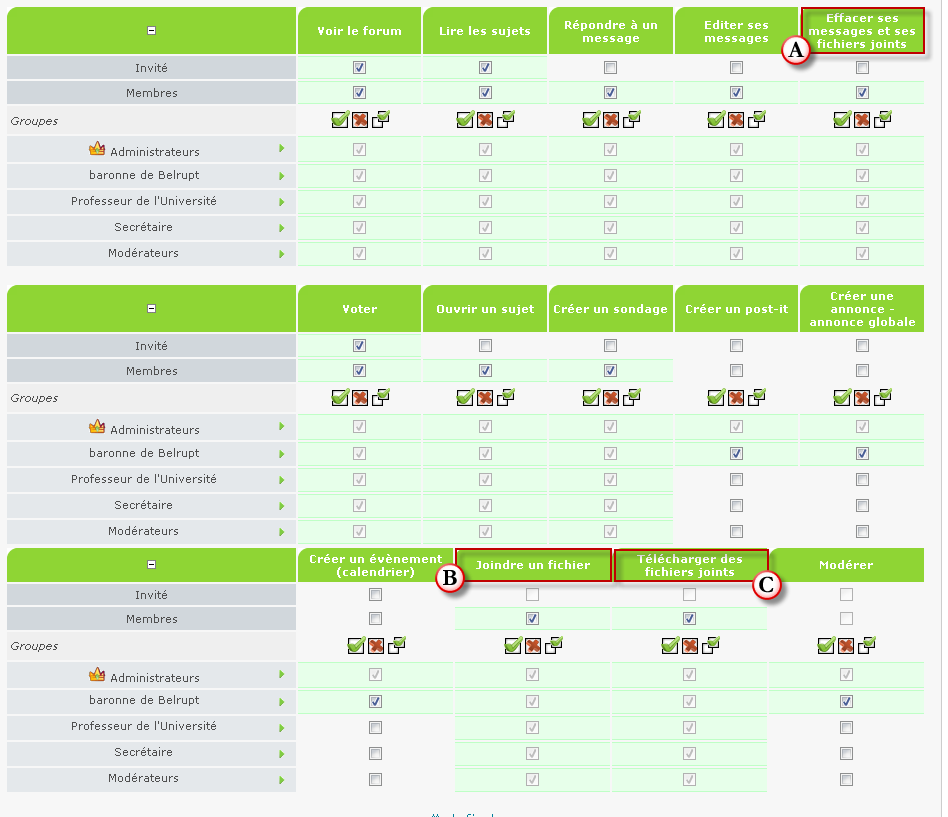 Voir le forum
Lire les sujets
Répondre à un
message
Editer ses
messages
Effacer ses
messages et ses
fichiers joints
A
Invité
Membres
Groupes
Administrateurs
baronne de Belrupt
Professeur de l'Université
Secrétaire
Modérateurs
Voter
Ouvrir un sujet
Créer un sondage
Créer un post-it
Créer une
annonce -
annonce globale
Invité
Membres
Groupes
Administrateurs
baronne de Belrupt
Professeur de l'Université
Secrétaire
Modérateurs
Créer un évènement
(calendrier)
B
Joindre un fichier
Télécharger des
fichiers joints
C
Modérer
Invité
Membres
Groupes
Administrateurs
baronne de Belrupt
Professeur de l'Université
Secrétaire
Modérateurs